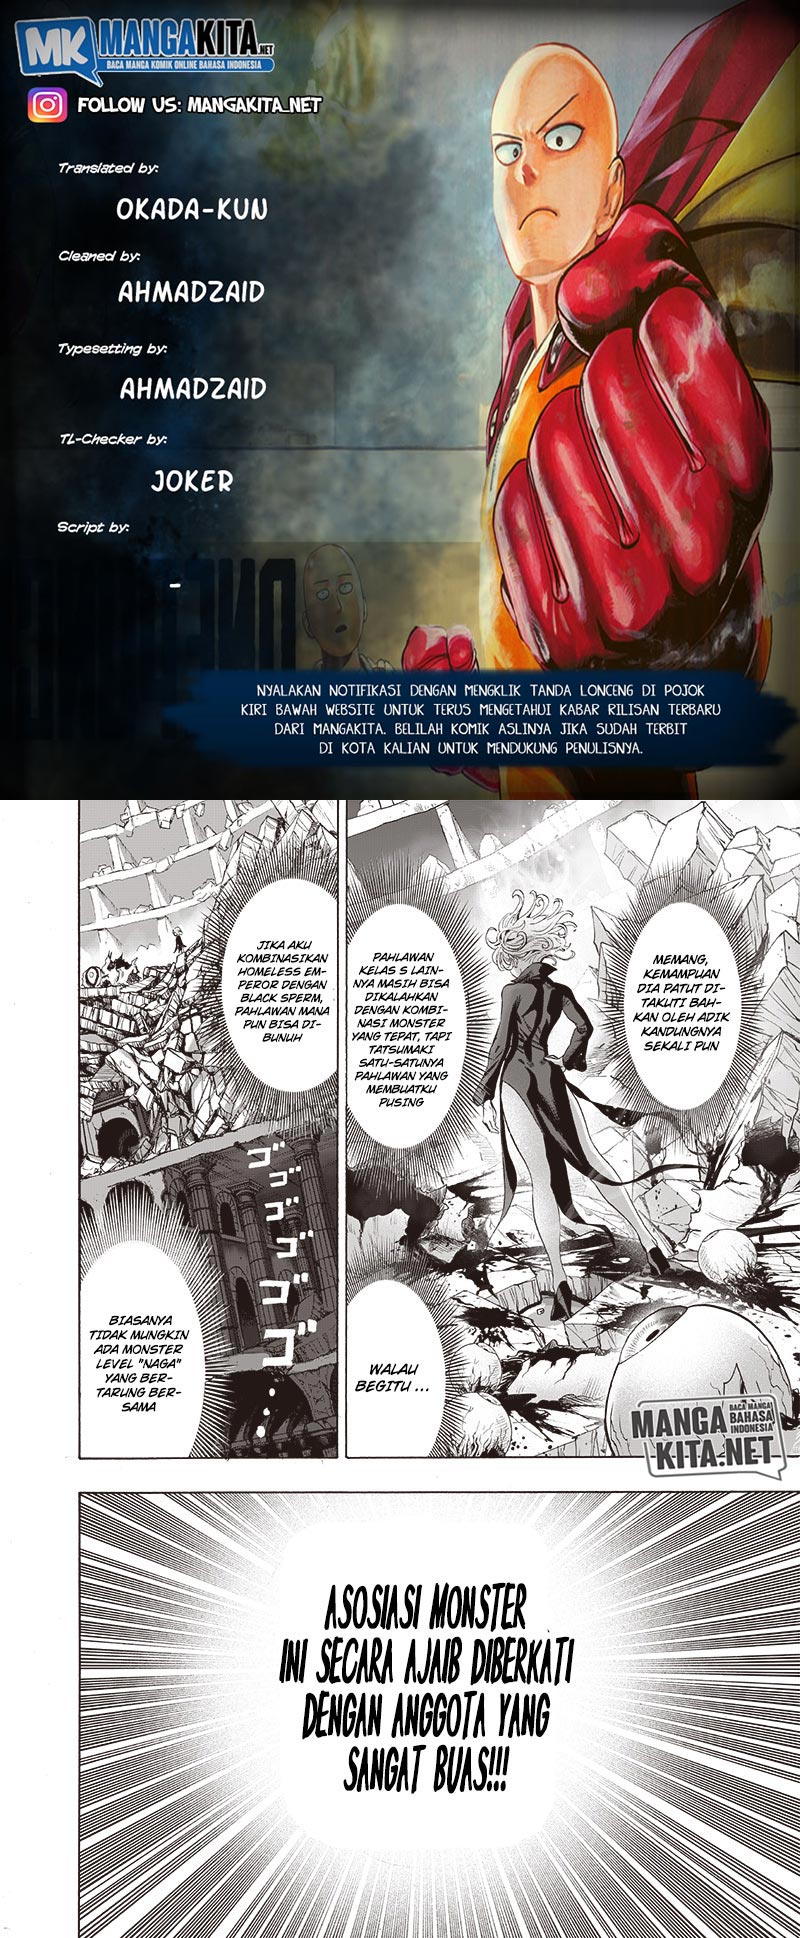 MK MANGAKITA.NET
BACA MANGA KOMIK ONLINE BAHASA INDONESIA
FOLLOW US: MANGAKITA_NET
Translated by:
OKADA-KUN
Cleaned by:
AHMADZAID
Typesetting by:
AHMADZAID
TL-Checker by:
JOKER
Script by:
-
NYALAKAN NOTIFIKASI DENGAN MENGKLIK TANDA LONCENG DI POJOK
KIRI BAWAH WEBSITE UNTUK TERUS MENGETAHUI KABAR RILISAN TERBARU
DARI MANGAKITA. BELILAH KOMIK ASLINYA JIKA SUDAH TERBIT
DI KOTA KALIAN UNTUK MENDUKUNG PENULISNYA.
MEMANG,
KEMAMPUAN
DIA PATUT DI-
TAKUTI BAH-
KAN OLEH ADIK
KANDUNGNYA
SEKALI PUN
PAHLAWAN
KELAS S LAIN-
NYA MASIH BISA
DIKALAHKAN
DENGAN KOMBI-
NASI MONSTER
YANG TEPAT, TAPI
TATSUMAKI
SATU-SATUNYA
PAHLAWAN YANG
MEMBUATKU
PUSING
WALAU
BEGITU ...
JIKA AKU
KOMBINASIKAN
HOMELESS EM-
PEROR DENGAN
BLACK SPERM,
PAHLAWAN MANA
PUN BISA DI-
BUNUH
ゴゴゴゴゴゴ...
BIASANYA
TIDAK MUNGKIN
ADA MONSTER
LEVEL "NAGA"
YANG BER-
TARUNG BER-
SAMA
MANGA
BACA MANGA
BAHASA
INDONESIA
KITA.NET
ASOSIASI MONSTER
INI SECARA AJAIB DIBERKATI
DENGAN ANGGOTA YANG
SANGAT BUAS!!!